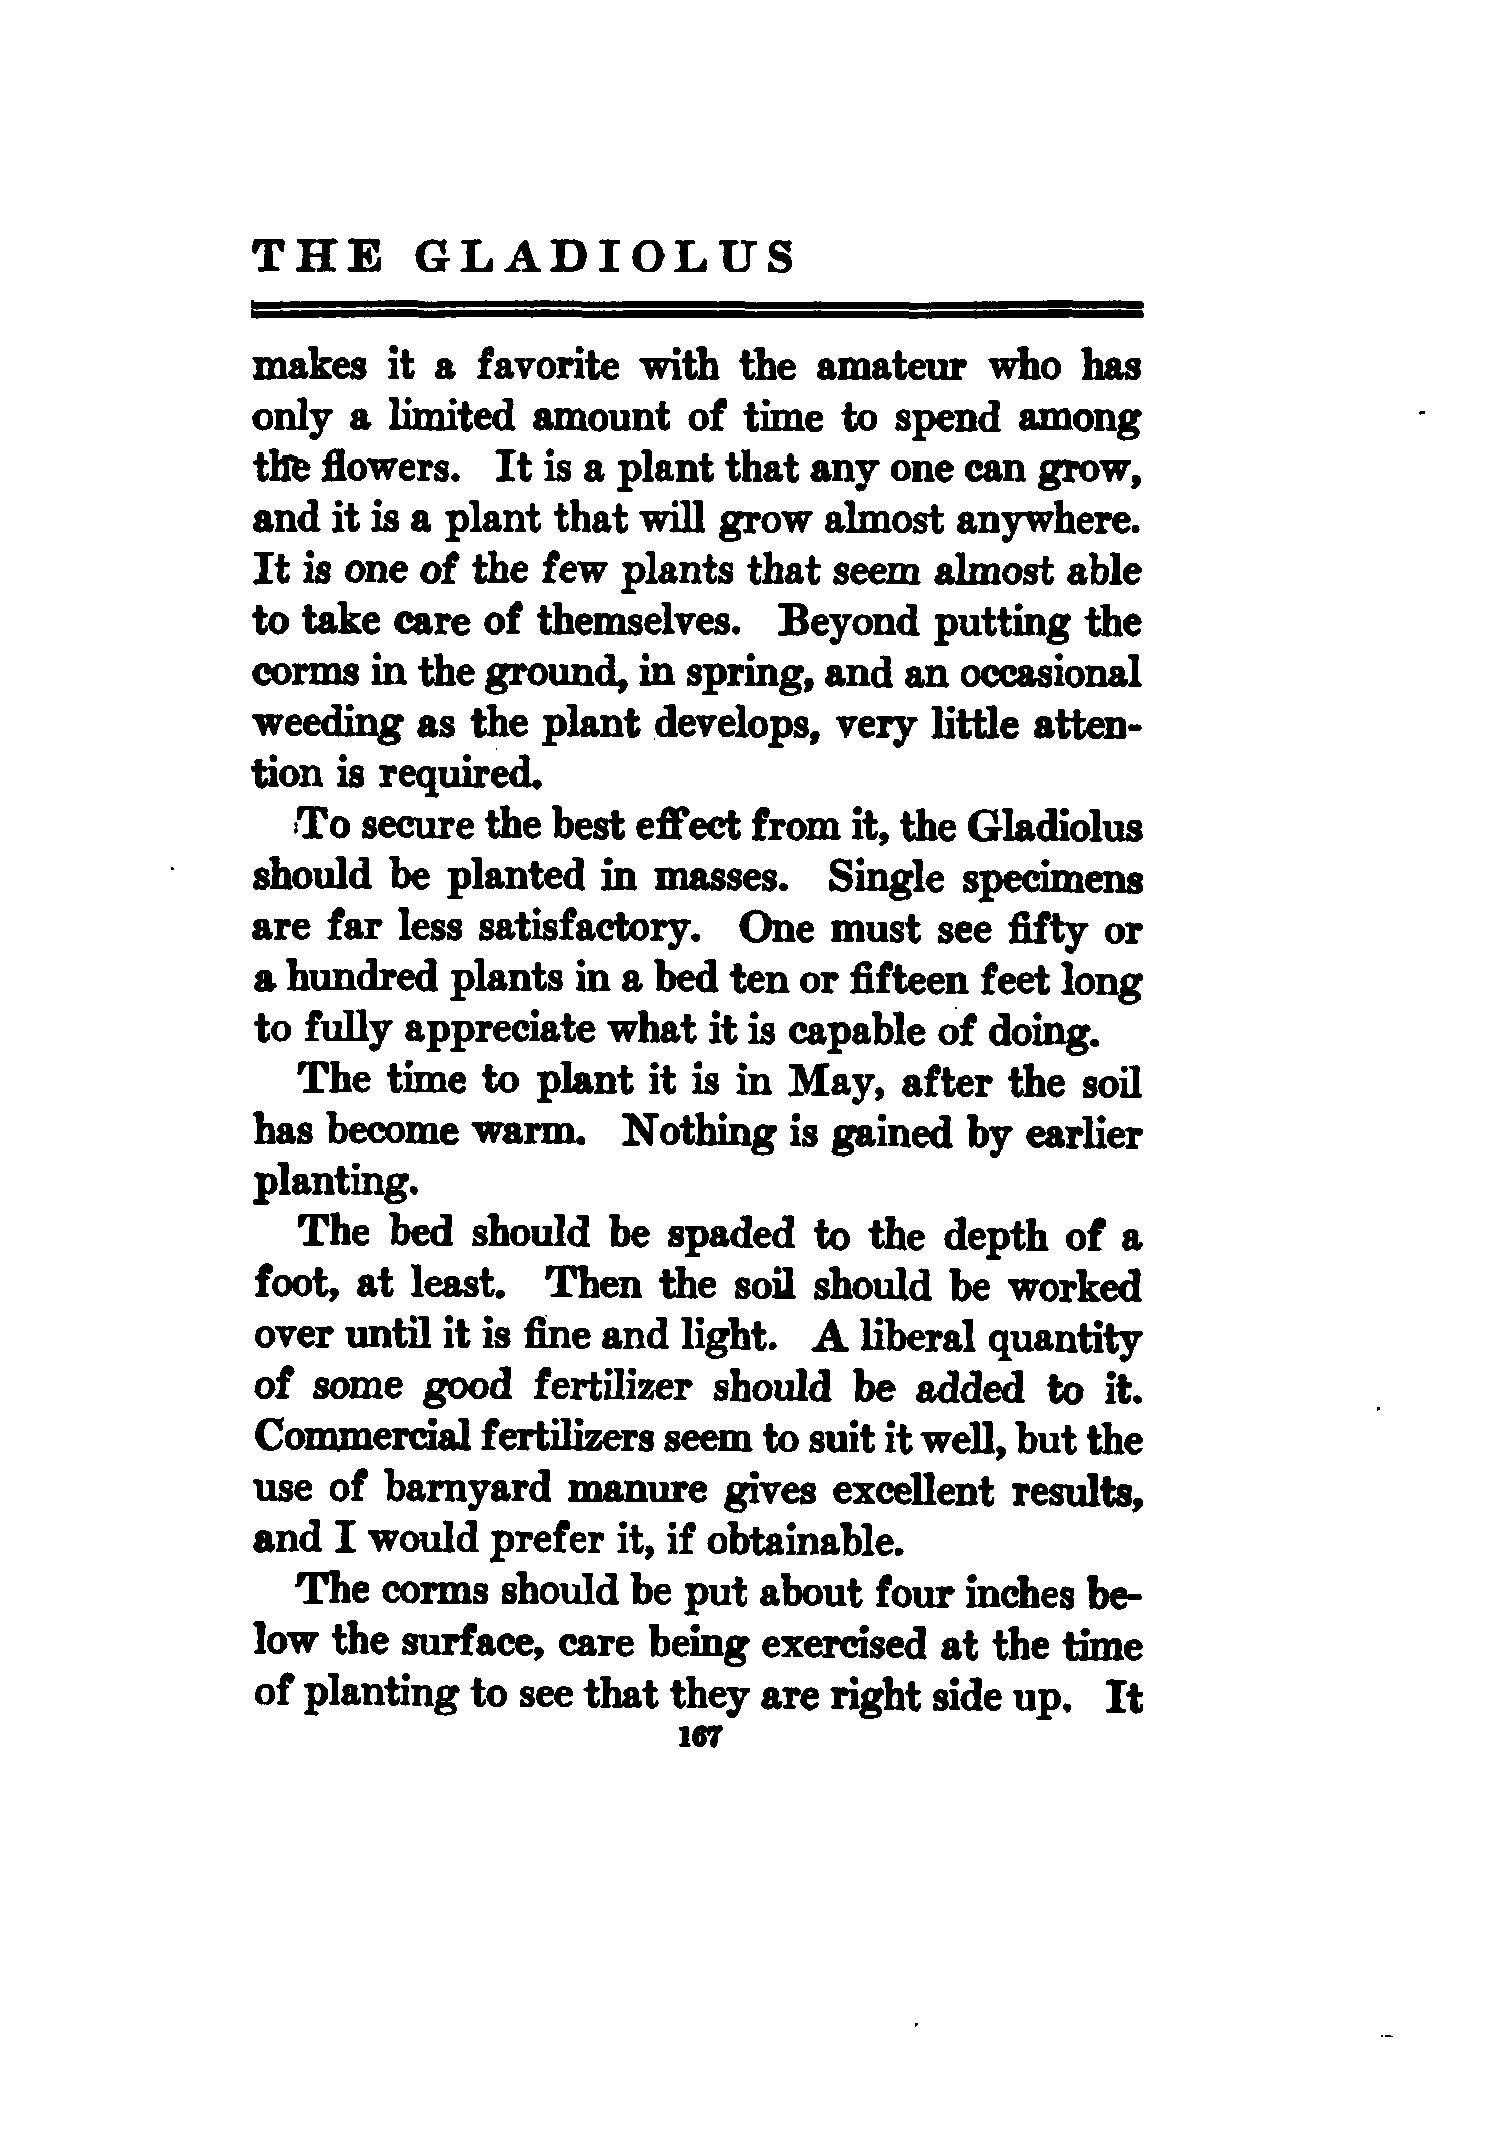 THE GLADIOLUS
makes it a favorite with the amateur who has
only a limited amount of time to spend among
the flowers. It is a plant that any one can grow,
and it is a plant that will grow almost anywhere.
It is one of the few plants that seem almost able
to take care of themselves. Beyond putting the
corms in the ground, in spring, and an occasional
weeding as the plant develops, very little atten-
tion is required.
To secure the best effect from it, the Gladiolus
should be planted in masses. Single specimens
are far less satisfactory. One must see fifty or
a hundred plants in a bed ten or fifteen feet long
to fully appreciate what it is capable of doing.
The time to plant it is in May, after the soil
has become warm. Nothing is gained by earlier
planting.
The bed should be spaded to the depth of a
foot, at least. Then the soil should be worked
over until it is fine and light. A liberal quantity
of some good fertilizer should be added to it.
Commercial fertilizers seem to suit it well, but the
use of barnyard manure gives excellent results,
and I would prefer it, if obtainable.
The corms should be put about four inches be-
low the surface, care being exercised at the time
of planting to see that they are right side up. It
167